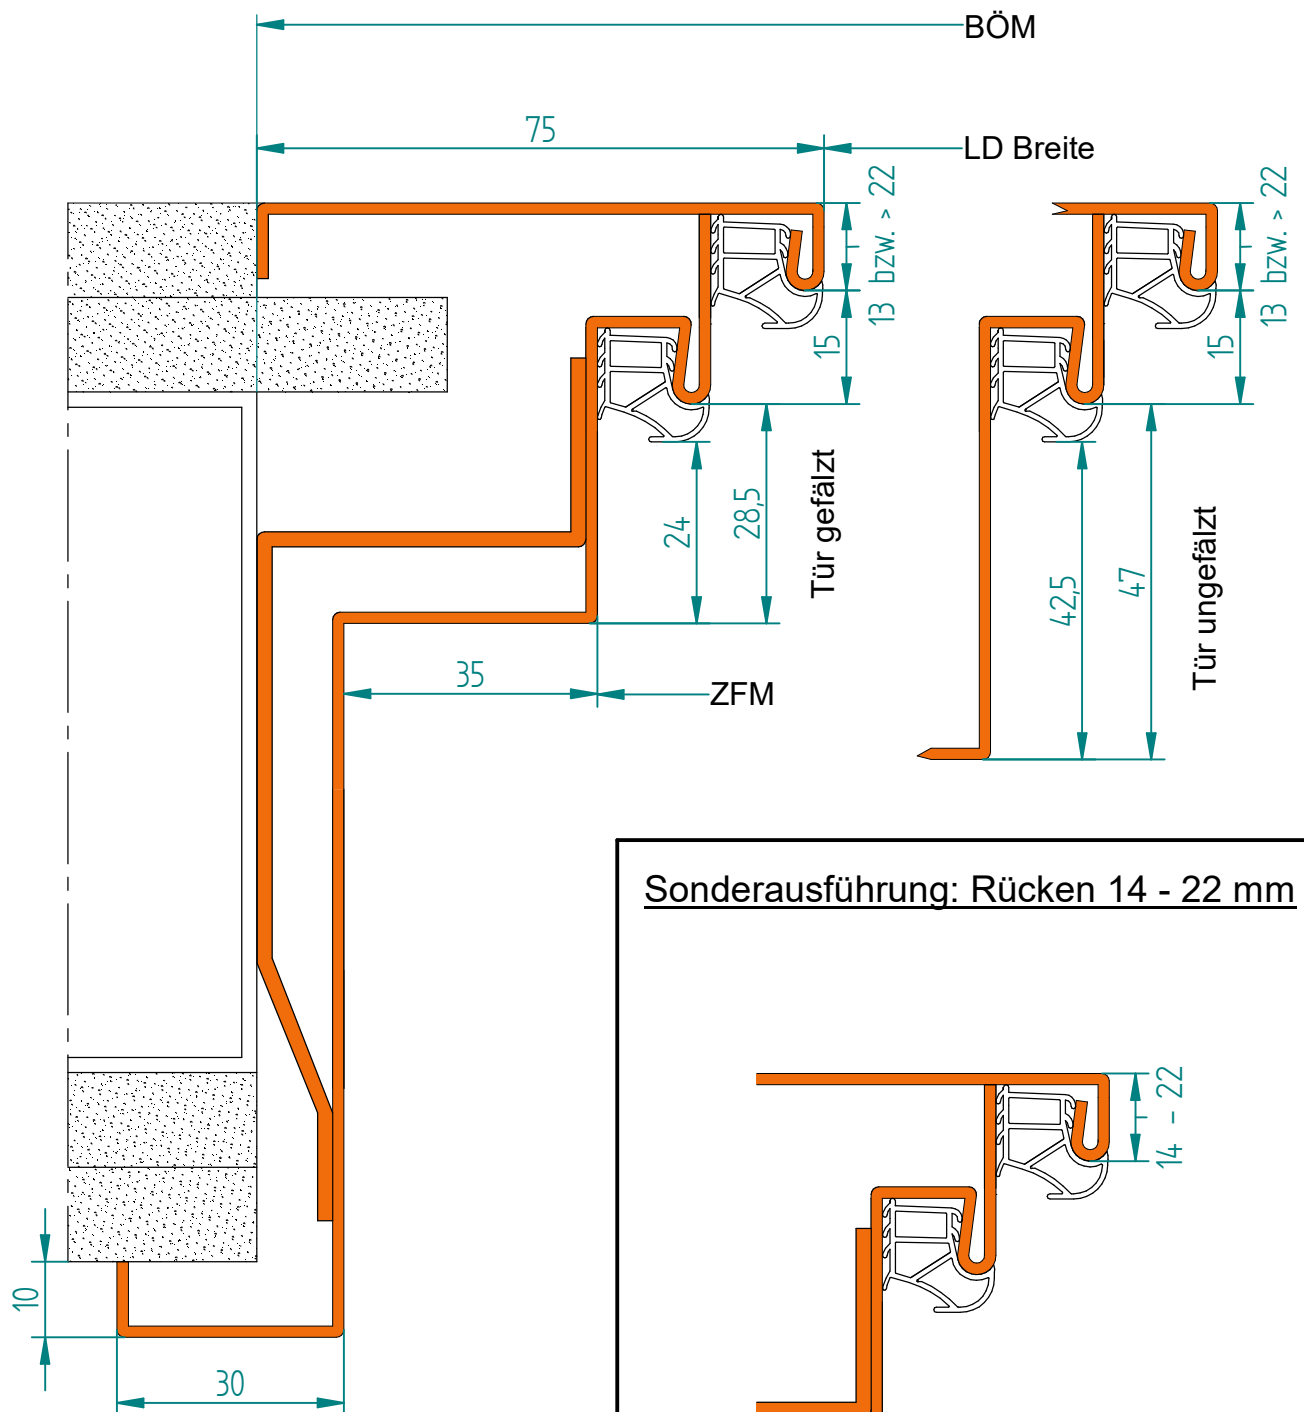 BÖM
75
LD Breite
13 bzw. > 22
13 bzw. > 22
15
15
Tür gefälzt
28,5
24
Tür ungefälzt
47
42,5
35
ZFM
Sonderausführung: Rücken 14 - 22 mm
14 - 22
10
30